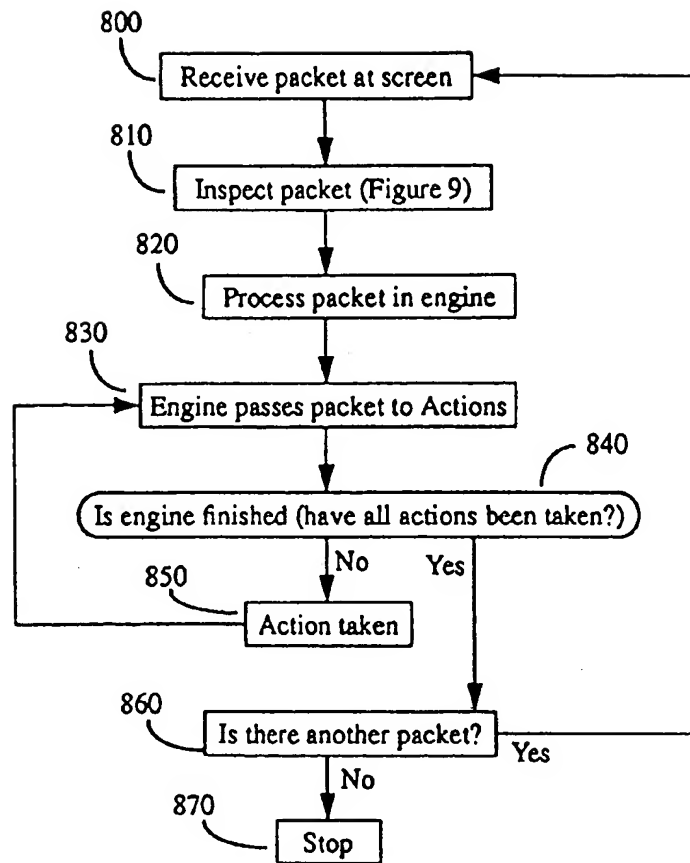 800
Receive packet at screen
810
Inspect packet (Figure 9)
820
Process packet in engine
830
Engine passes packet to Actions
840
Is engine finished (have all actions been taken?)
No
Yes
850
Action taken
860
Is there another packet?
Yes
No
870
Stop